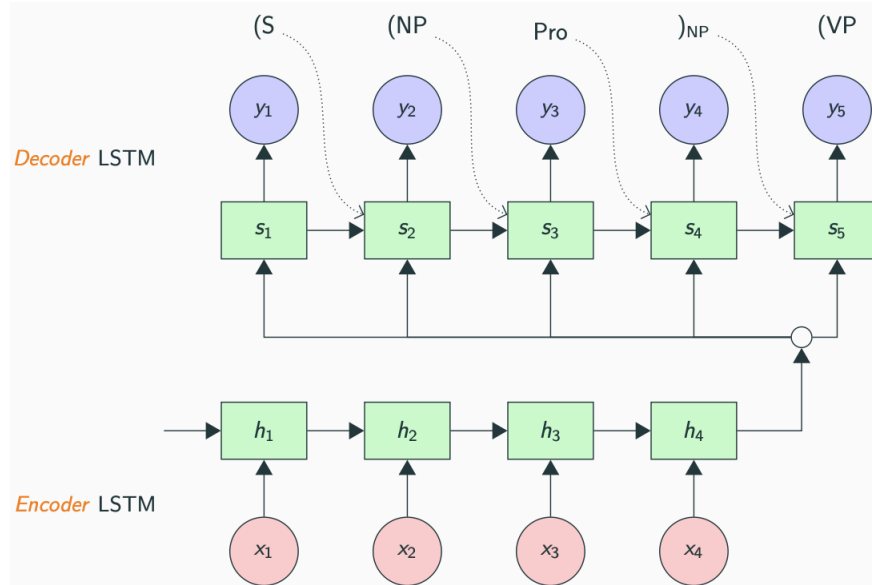 (S (NP Pro )NP (VP
y1 y2 y3 y4 y5
Decoder LSTM
s1 s2 s3 s4 s5
h1 h2 h3 h4
Encoder LSTM
x1 x2 x3 x4